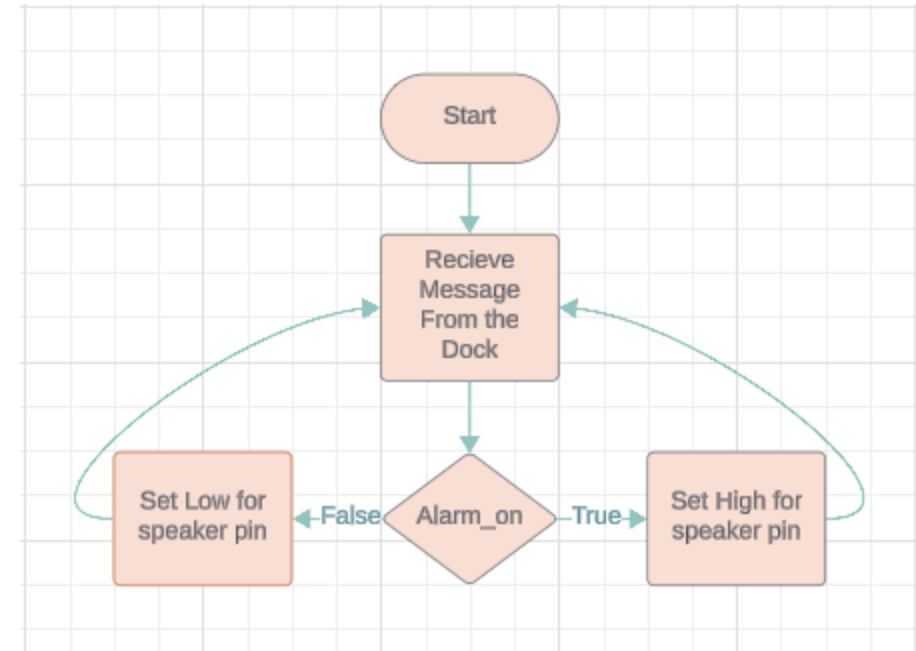 Start
Recieve
Message
From the
Dock
Set Low for
speaker pin
False
Alarm_on
True
Set High for
speaker pin